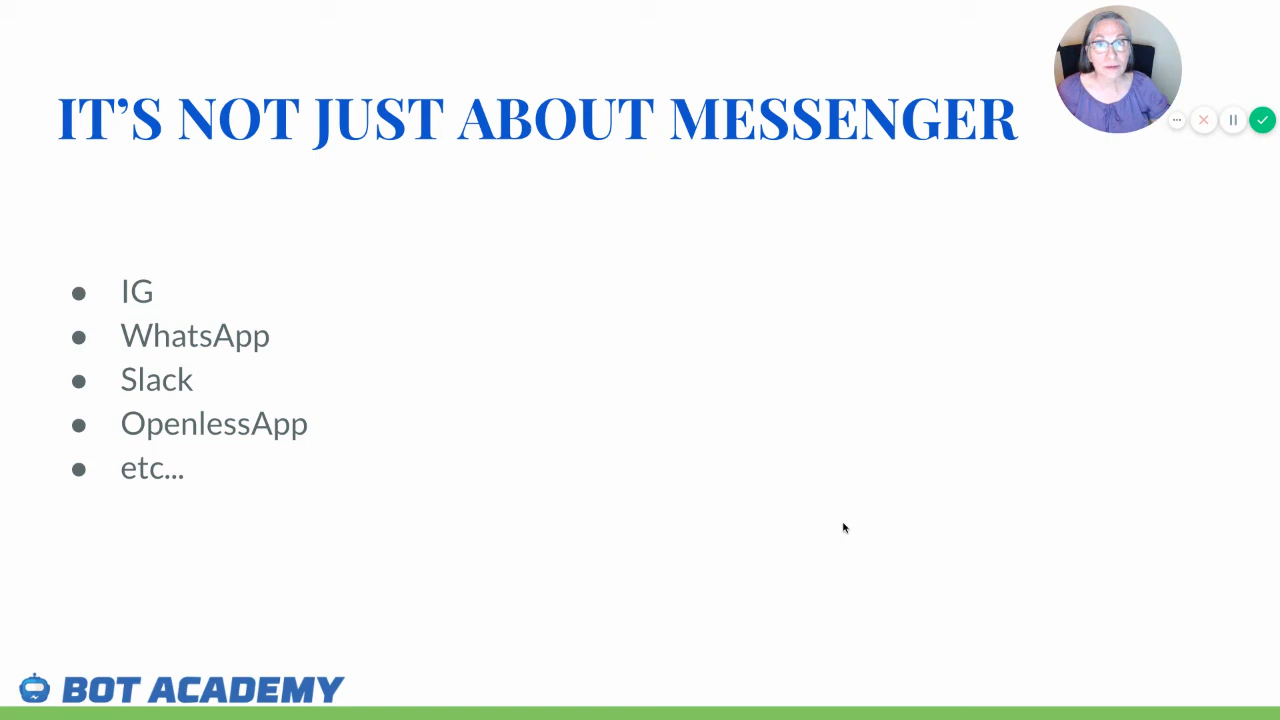 IT’S NOT JUST ABOUT MESSENGER
● IG
● WhatsApp
● Slack
● OpenlessApp
● etc...
BOT ACADEMY